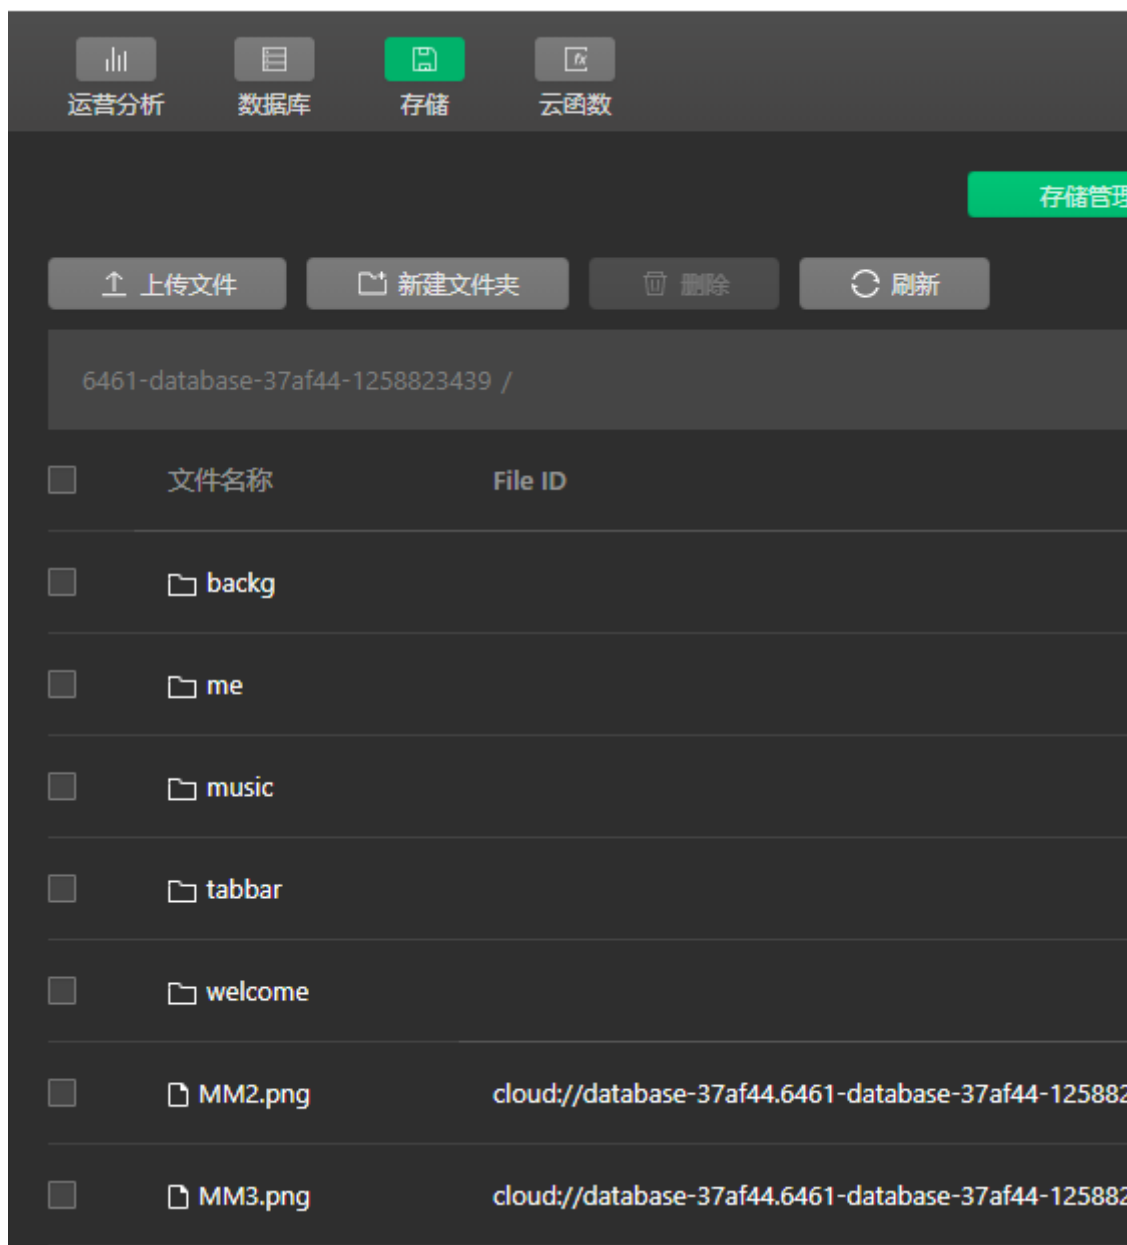 运营分析 数据库 存储 云函数
存储管理
上传文件 新建文件夹 删除 刷新
6461-database-37af44-1258823439 /
文件名称 File ID
backg
me
music
tabbar
welcome
MM2.png cloud://database-37af44.6461-database-37af44-125882
MM3.png cloud://database-37af44.6461-database-37af44-125882